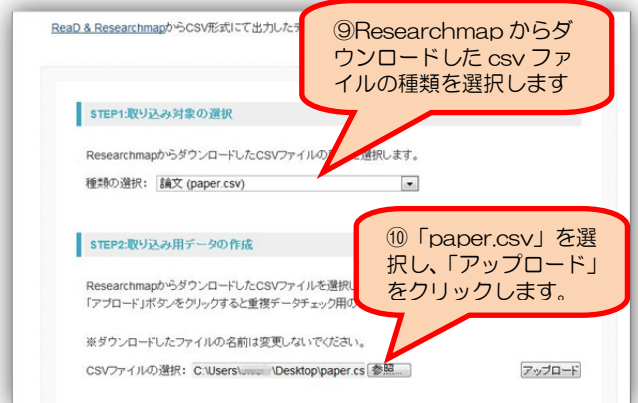 ReaD & ResearchmapからCSV形式にて出力した
⑨Researchmap からダ
ウンロードした csv ファ
イルの種類を選択します
STEP1:取り込み対象の選択
ResearchmapからダウンロードしたCSVファイルの 選択します。
種類の選択: 論文 (paper.csv)
⑩「paper.csv」を選
択し、「アップロード」
をクリックします。
STEP2:取り込み用データの作成
ResearchmapからダウンロードしたCSVファイルを選択し
「アプロード」ボタンをクリックすると重複データチェック用の
※ダウンロードしたファイルの名前は変更しないでください。
CSVファイルの選択: C:\Users\ \Desktop\paper.cs 参照... アップロード